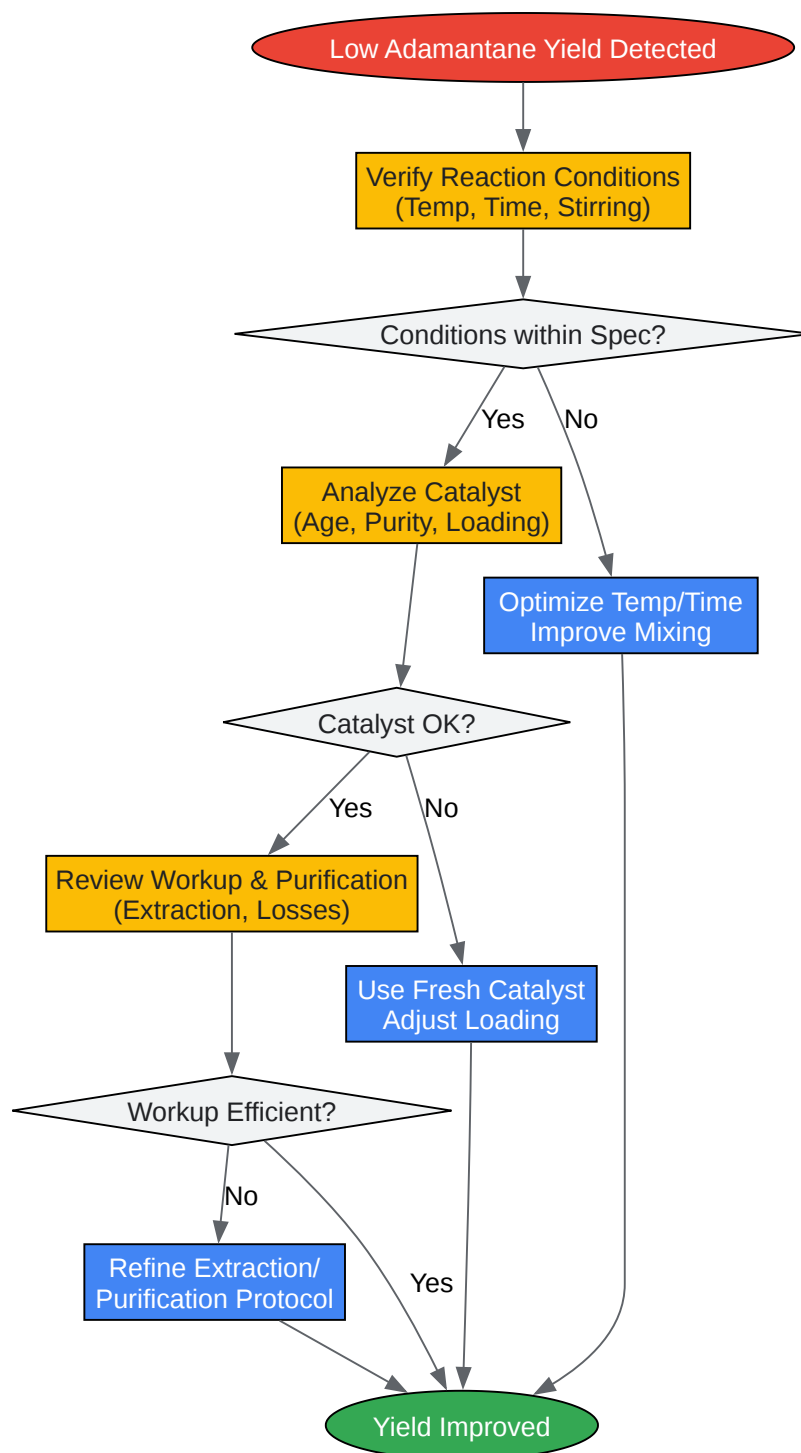 Low Adamantane Yield Detected
Verify Reaction Conditions
(Temp, Time, Stirring)
Conditions within Spec?
Yes
No
Analyze Catalyst
(Age, Purity, Loading)
Optimize Temp/Time
Improve Mixing
Catalyst OK?
Yes
No
Review Workup & Purification
(Extraction, Losses)
Use Fresh Catalyst
Adjust Loading
Workup Efficient?
No
Yes
Refine Extraction/
Purification Protocol
Yield Improved